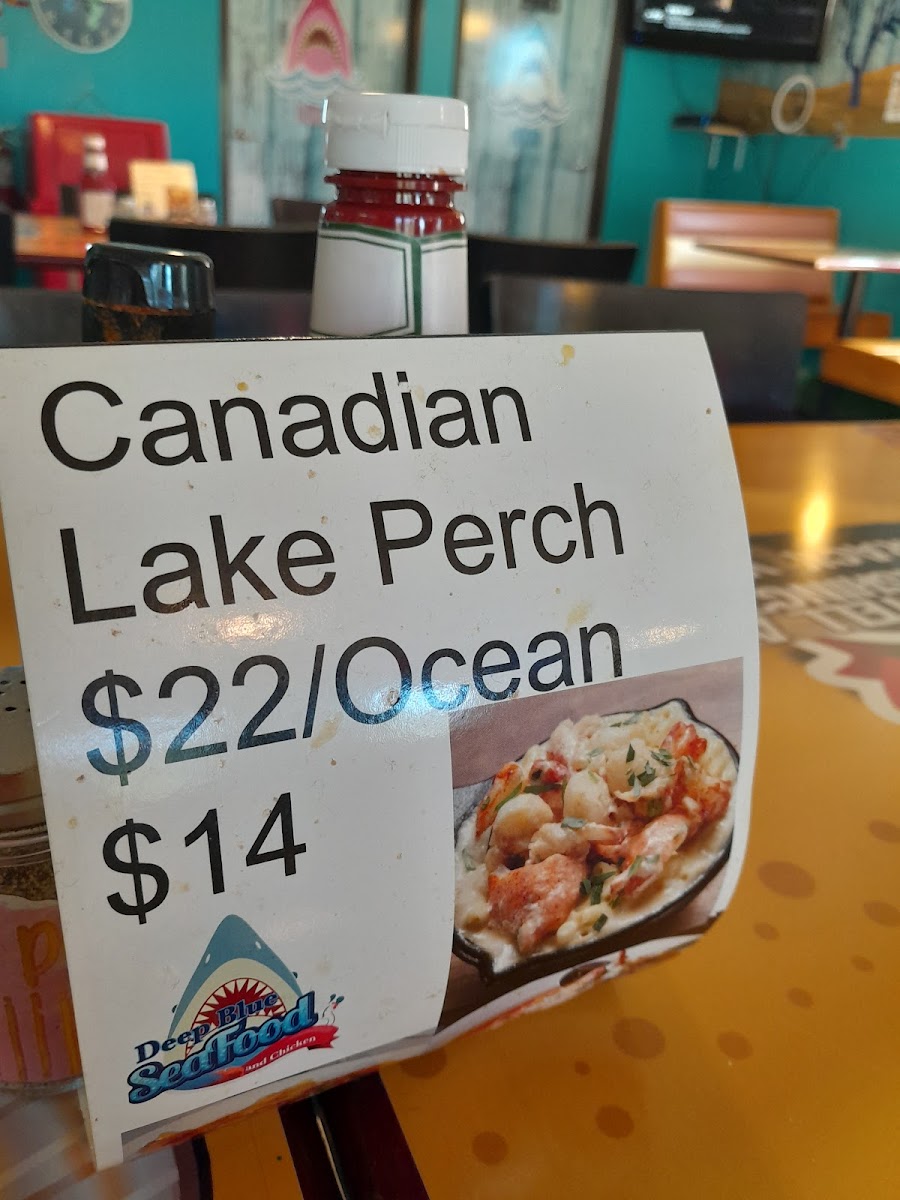 Canadian
Lake Perch
$22/Ocean
$14
Deep Blue
SeaFood
and Chicken